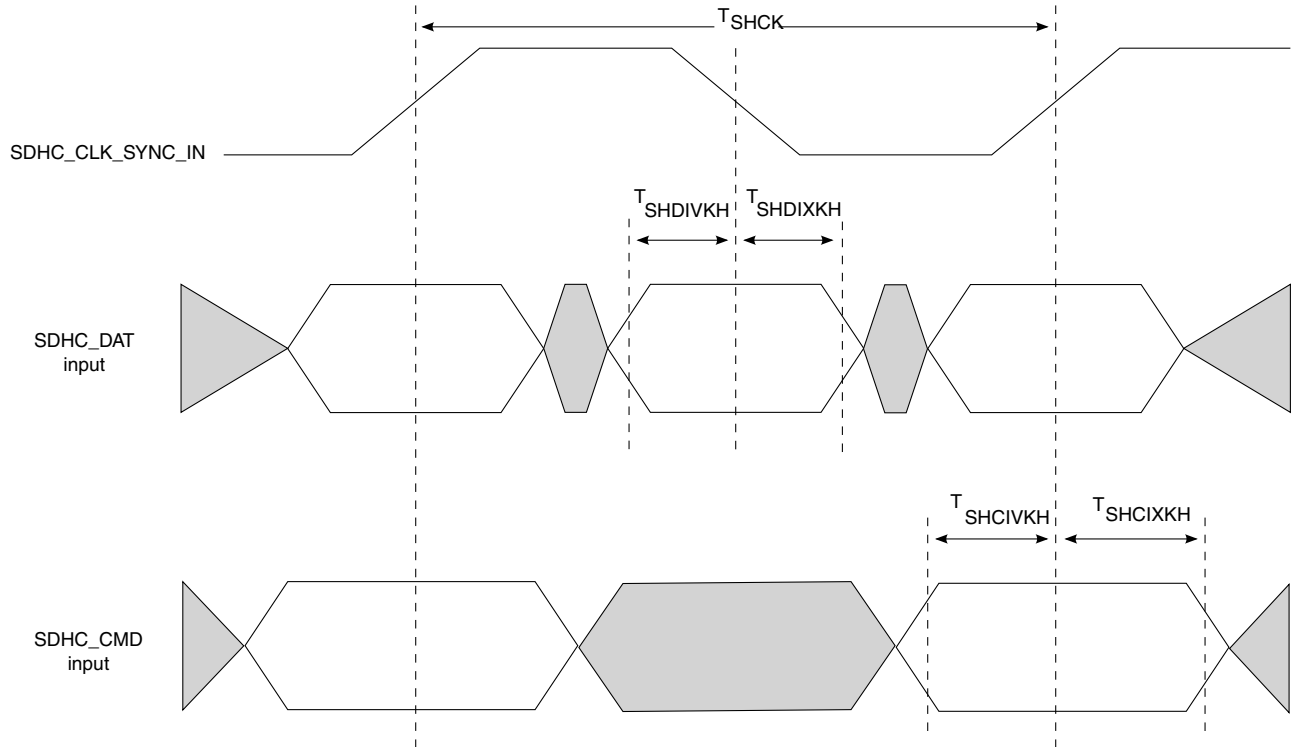 TSHCK
SDHC_CLK_SYNC_IN
TSHDIVKH TSHDIXKH
SDHC_DAT
input
TSHCIVKH TSHCIXKH
SDHC_CMD
input